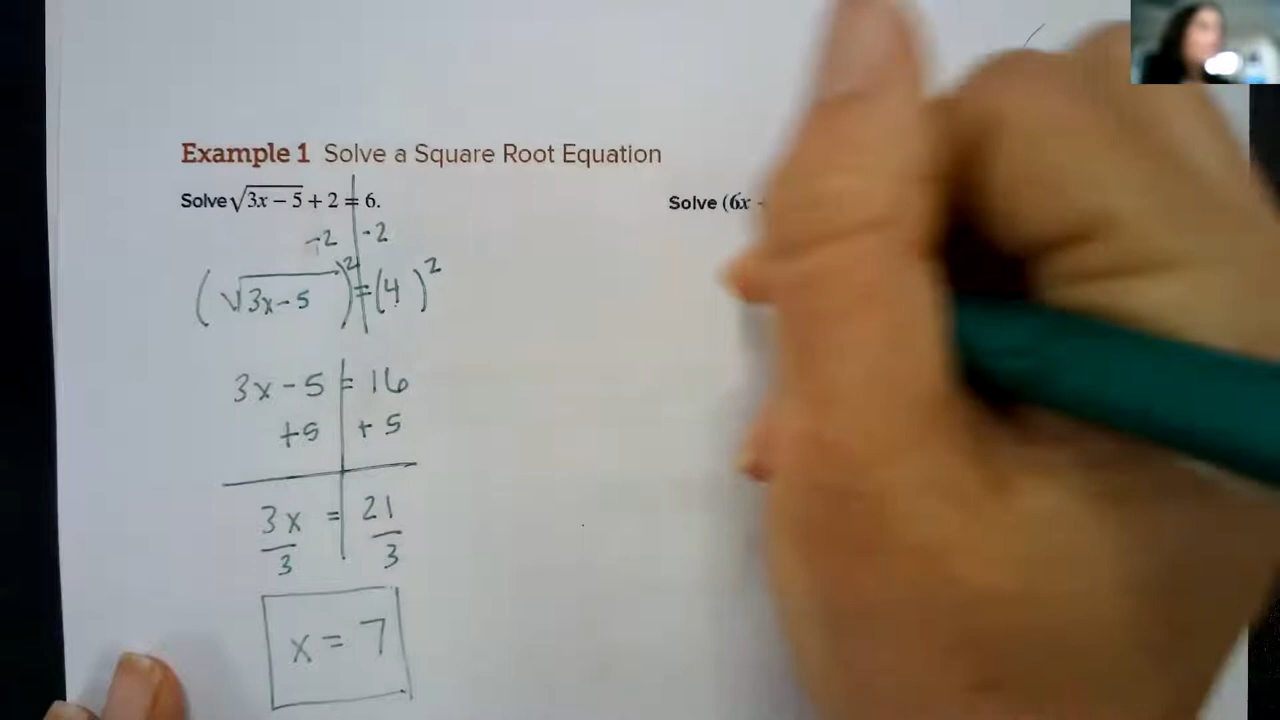 Example 1 Solve a Square Root Equation
Solve √3x − 5 + 2 = 6.
Solve (6x -
-2 -2
(√3x-5)² = (4)²
3x - 5 = 16
+5 + 5
3x = 21
3 3
x = 7